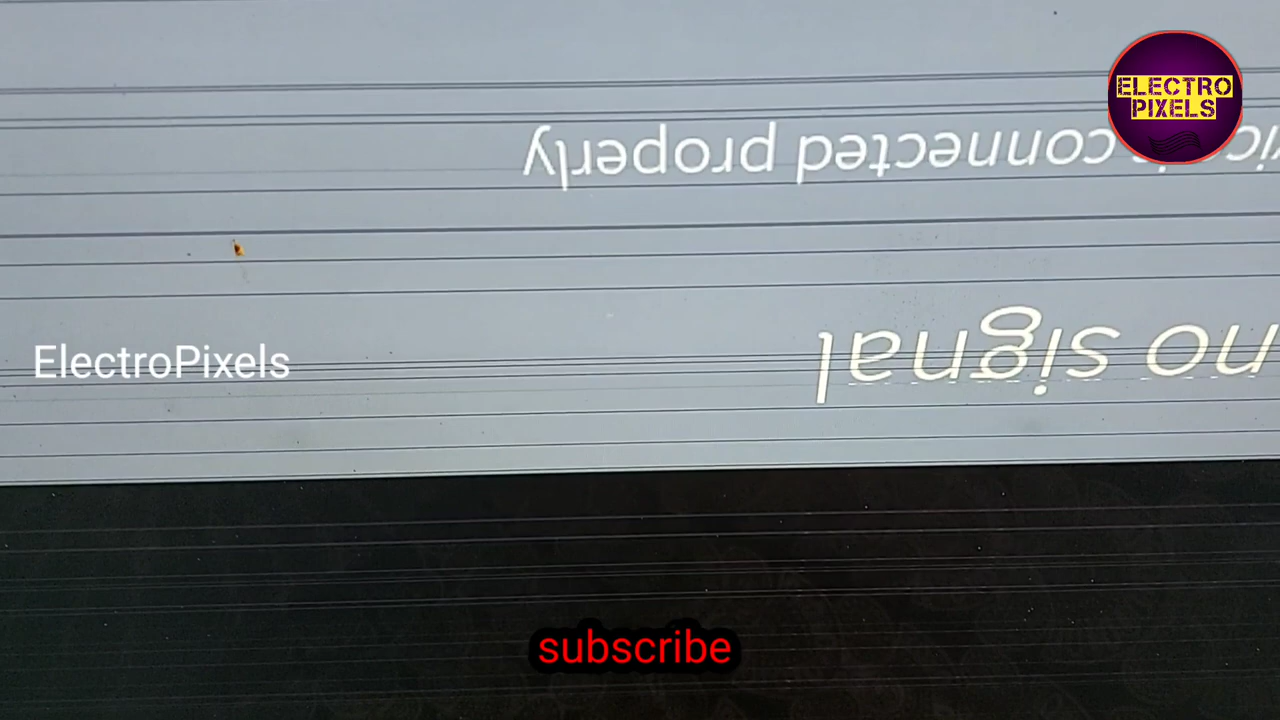 ELECTRO
PIXELS
connected properly
no signal
ElectroPixels
subscribe